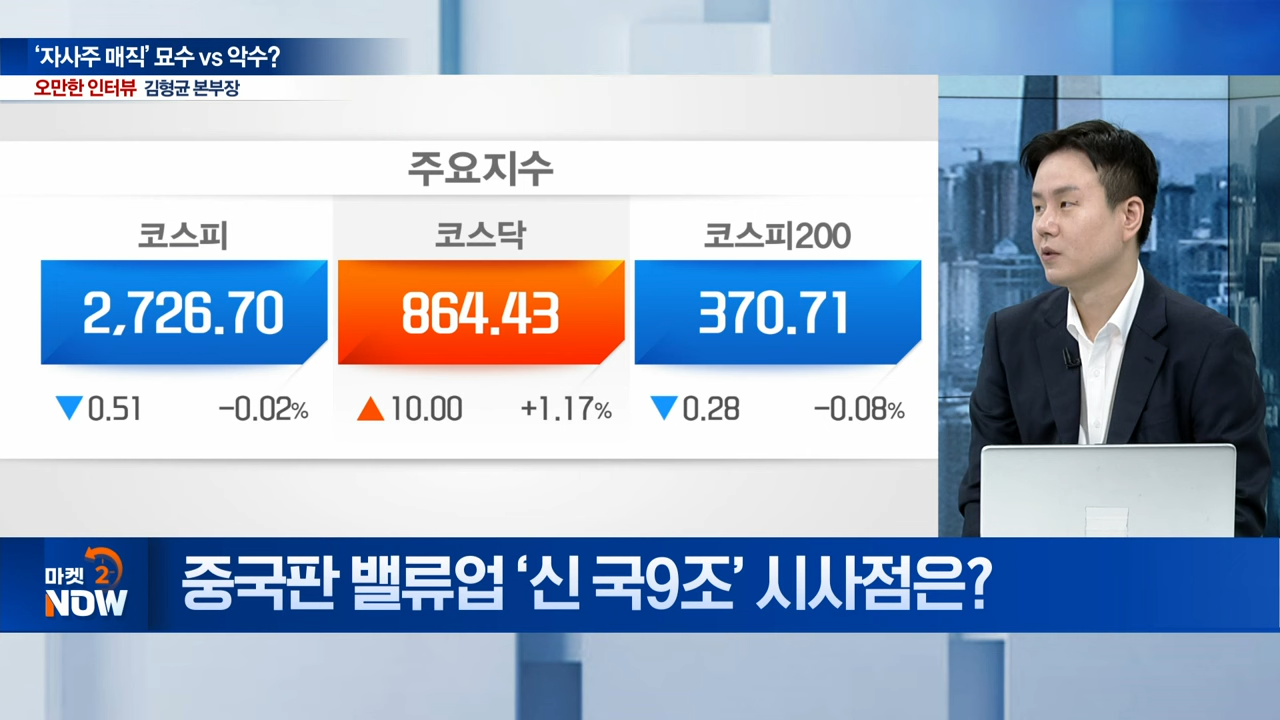 ‘자사주 매직’ 묘수 vs 악수?
오만한 인터뷰 김형균 본부장
주요지수
코스피
2,726.70
▼0.51 -0.02%
코스닥
864.43
▲10.00 +1.17%
코스피200
370.71
▼0.28 -0.08%
마켓 2
NOW
중국판 밸류업 ‘신 국9조’ 시사점은?